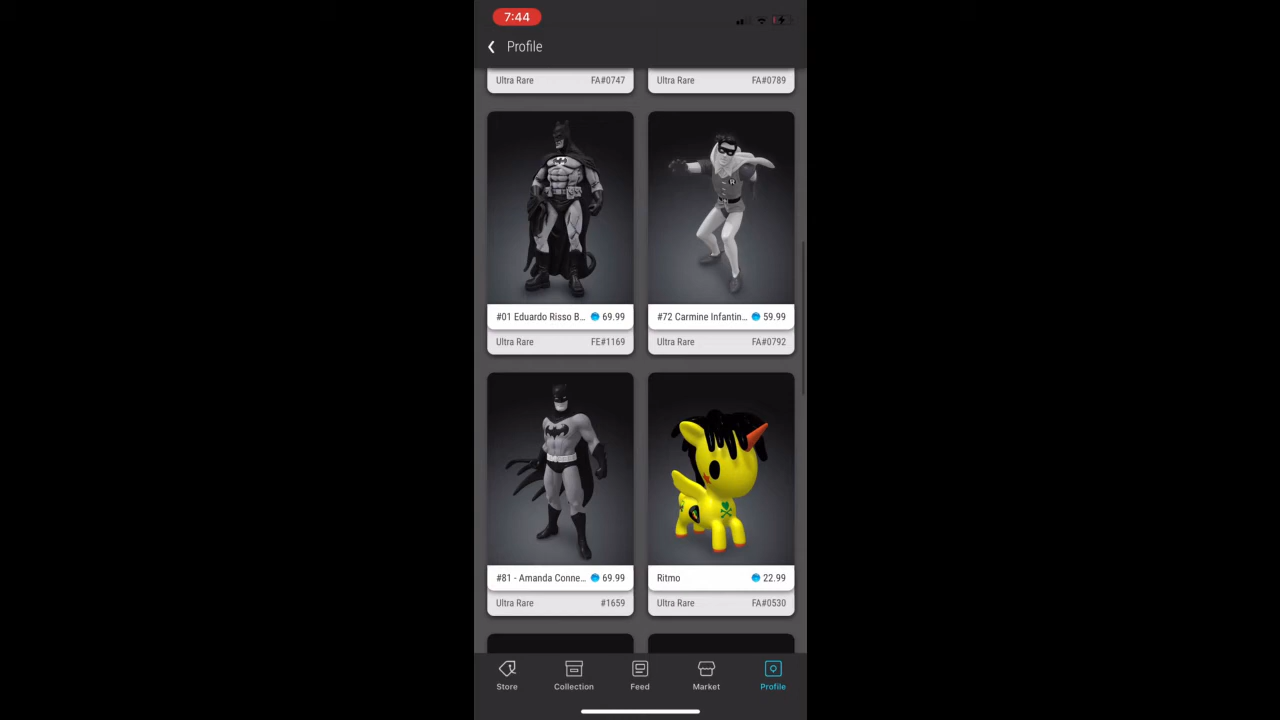 7:44
Profile
Ultra Rare FA#0747
Ultra Rare FA#0789
#01 Eduardo Risso B... 69.99
Ultra Rare FE#1169
#72 Carmine Infantin... 59.99
Ultra Rare FA#0792
#81 - Amanda Conne... 69.99
Ultra Rare #1659
Ritmo 22.99
Ultra Rare FA#0530
Store
Collection
Feed
Market
Profile